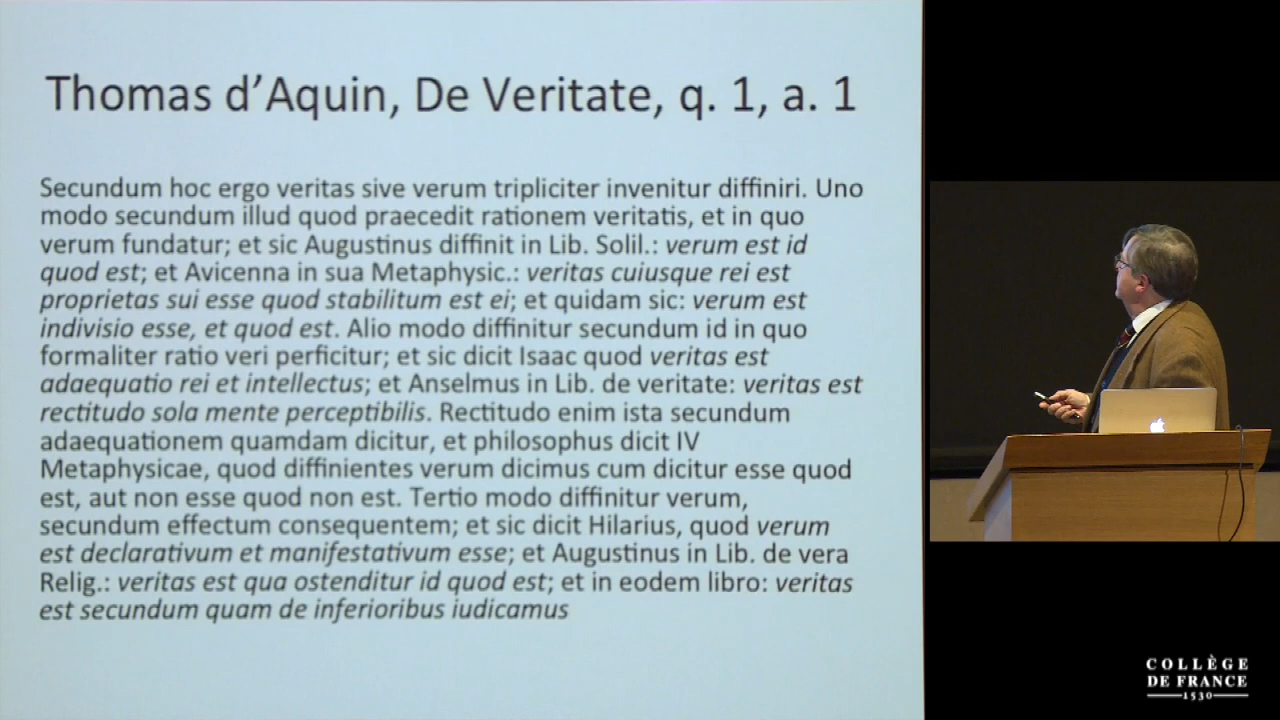 Thomas d’Aquin, De Veritate, q. 1, a. 1
Secundum hoc ergo veritas sive verum tripliciter invenitur diffiniri. Uno
modo secundum illud quod praecedit rationem veritatis, et in quo
verum fundatur; et sic Augustinus diffinit in Lib. Solil.: verum est id
quod est; et Avicenna in sua Metaphysic.: veritas cuiusque rei est
proprietas sui esse quod stabilitum est ei; et quidam sic: verum est
indivisio esse, et quod est. Alio modo diffinitur secundum id in quo
formaliter ratio veri perficitur; et sic dicit Isaac quod veritas est
adaequatio rei et intellectus; et Anselmus in Lib. de veritate: veritas est
rectitudo sola mente perceptibilis. Rectitudo enim ista secundum
adaequationem quamdam dicitur, et philosophus dicit IV
Metaphysicae, quod diffinientes verum dicimus cum dicitur esse quod
est, aut non esse quod non est. Tertio modo diffinitur verum,
secundum effectum consequentem; et sic dicit Hilarius, quod verum
est declarativum et manifestativum esse; et Augustinus in Lib. de vera
Relig.: veritas est qua ostenditur id quod est; et in eodem libro: veritas
est secundum quam de inferioribus iudicamus
COLLÈGE
DE FRANCE
1530